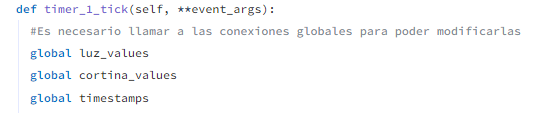 def timer_1_tick(self, **event_args):
#Es necesario llamar a las conexiones globales para poder modificarlas
global luz_values
global cortina_values
global timestamps